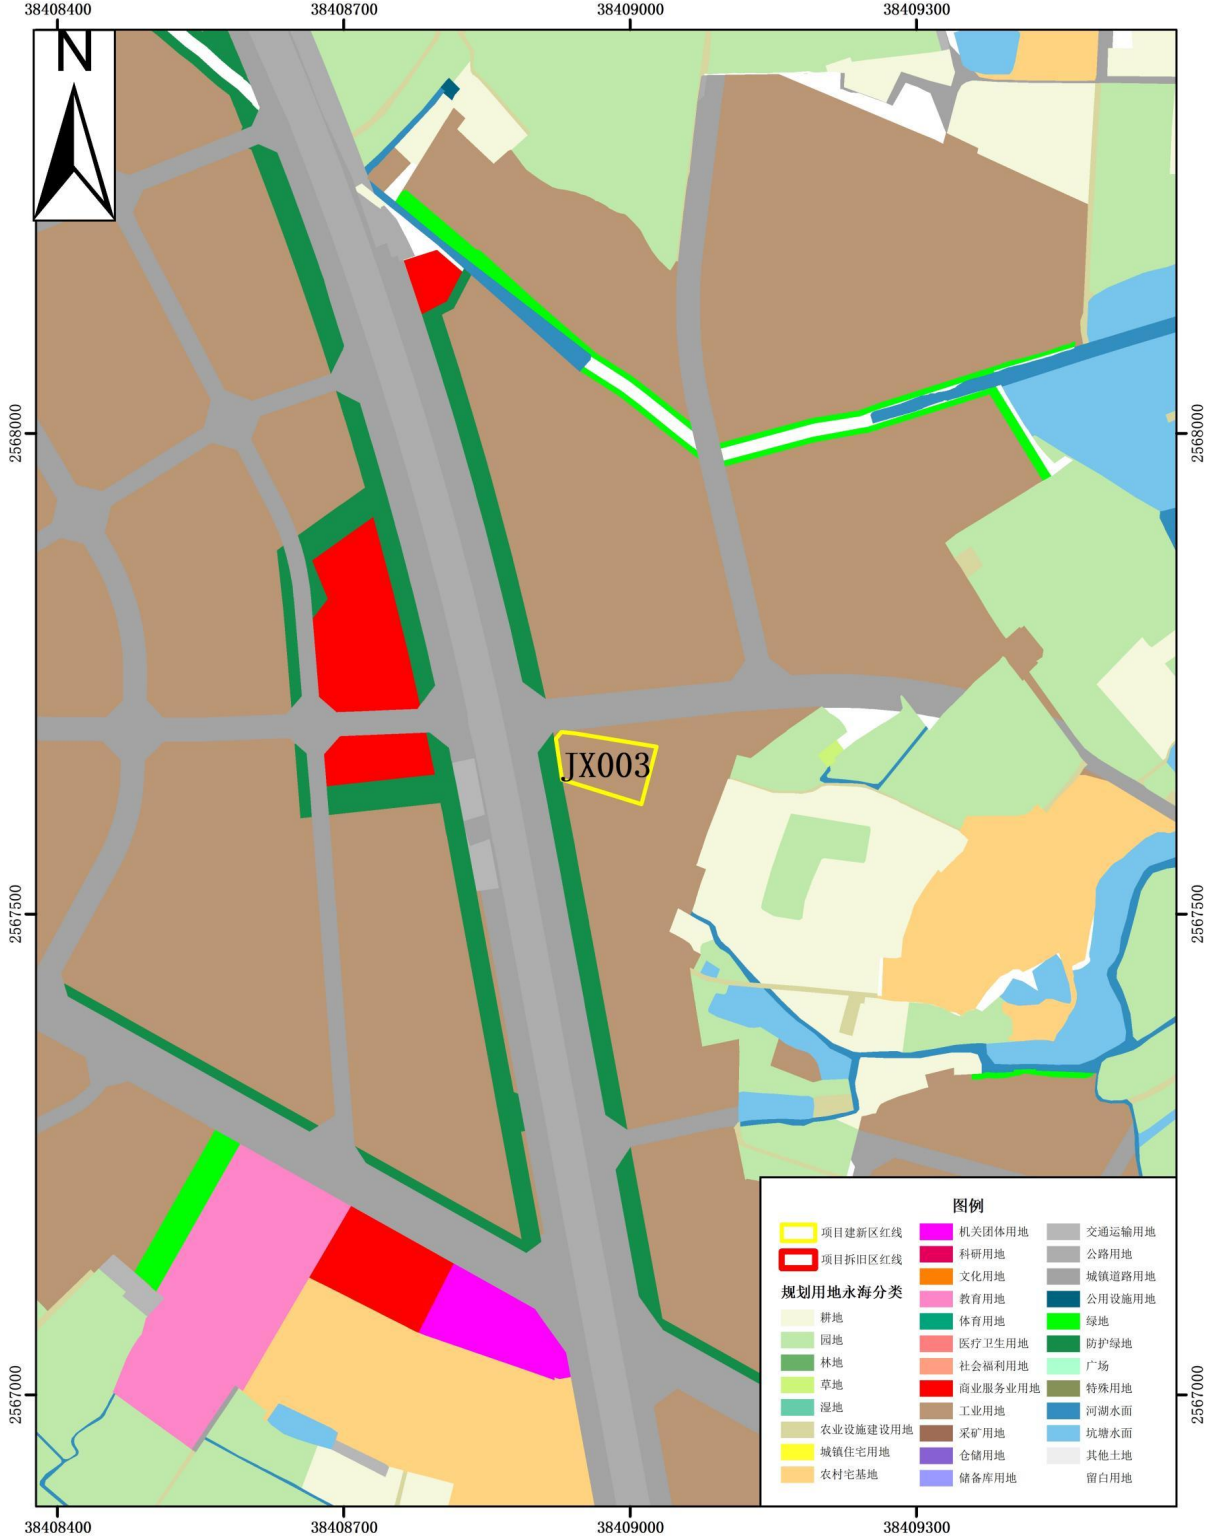 38408400
38408700
38409000
38409300
N
2568000
2568000
JX003
2567500
2567500
2567000
2567000
图例
项目建新区红线
项目拆旧区红线
规划用地永海分类
耕地
园地
林地
草地
湿地
农业设施建设用地
城镇住宅用地
农村宅基地
机关团体用地
科研用地
文化用地
教育用地
体育用地
医疗卫生用地
社会福利用地
商业服务业用地
工业用地
采矿用地
仓储用地
储备库用地
交通运输用地
公路用地
城镇道路用地
公用设施用地
绿地
防护绿地
广场
特殊用地
河湖水面
坑塘水面
其他土地
留白用地
38408400
38408700
38409000
38409300